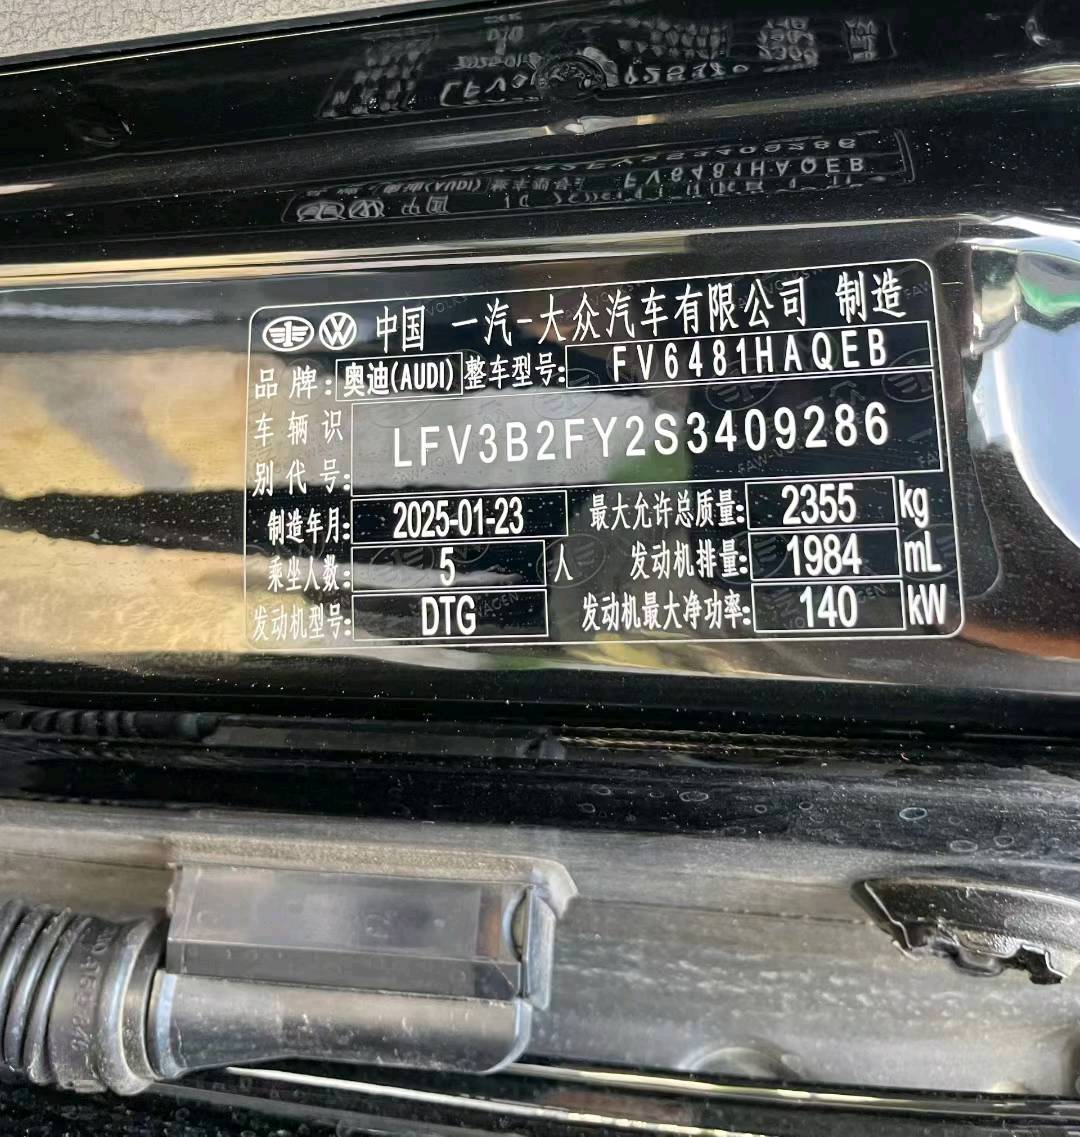 中国 一汽-大众汽车有限公司 制造
品牌: 奥迪(AUDI) 整车型号: FV6481HAQEB
车辆识别代号: LFV3B2FY2S3409286
制造年月: 2025-01-23 最大允许总质量: 2355 kg
乘坐人数: 5 人 发动机排量: 1984 mL
发动机型号: DTG 发动机最大净功率: 140 kW